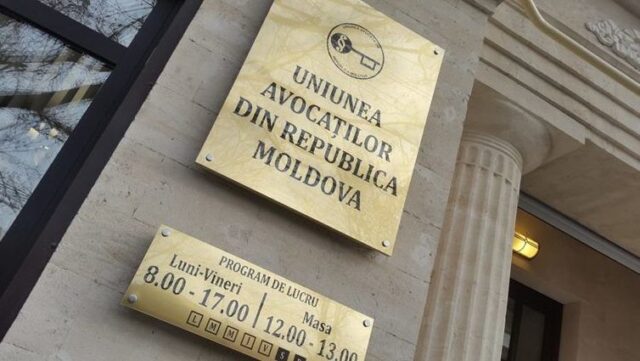 UNIUNEA
AVOCAȚILOR
DIN REPUBLICA
MOLDOVA
PROGRAM DE LUCRU
Luni-Vineri
8.00 - 17.00
Masa
12.00 - 13.00
L M M J V S